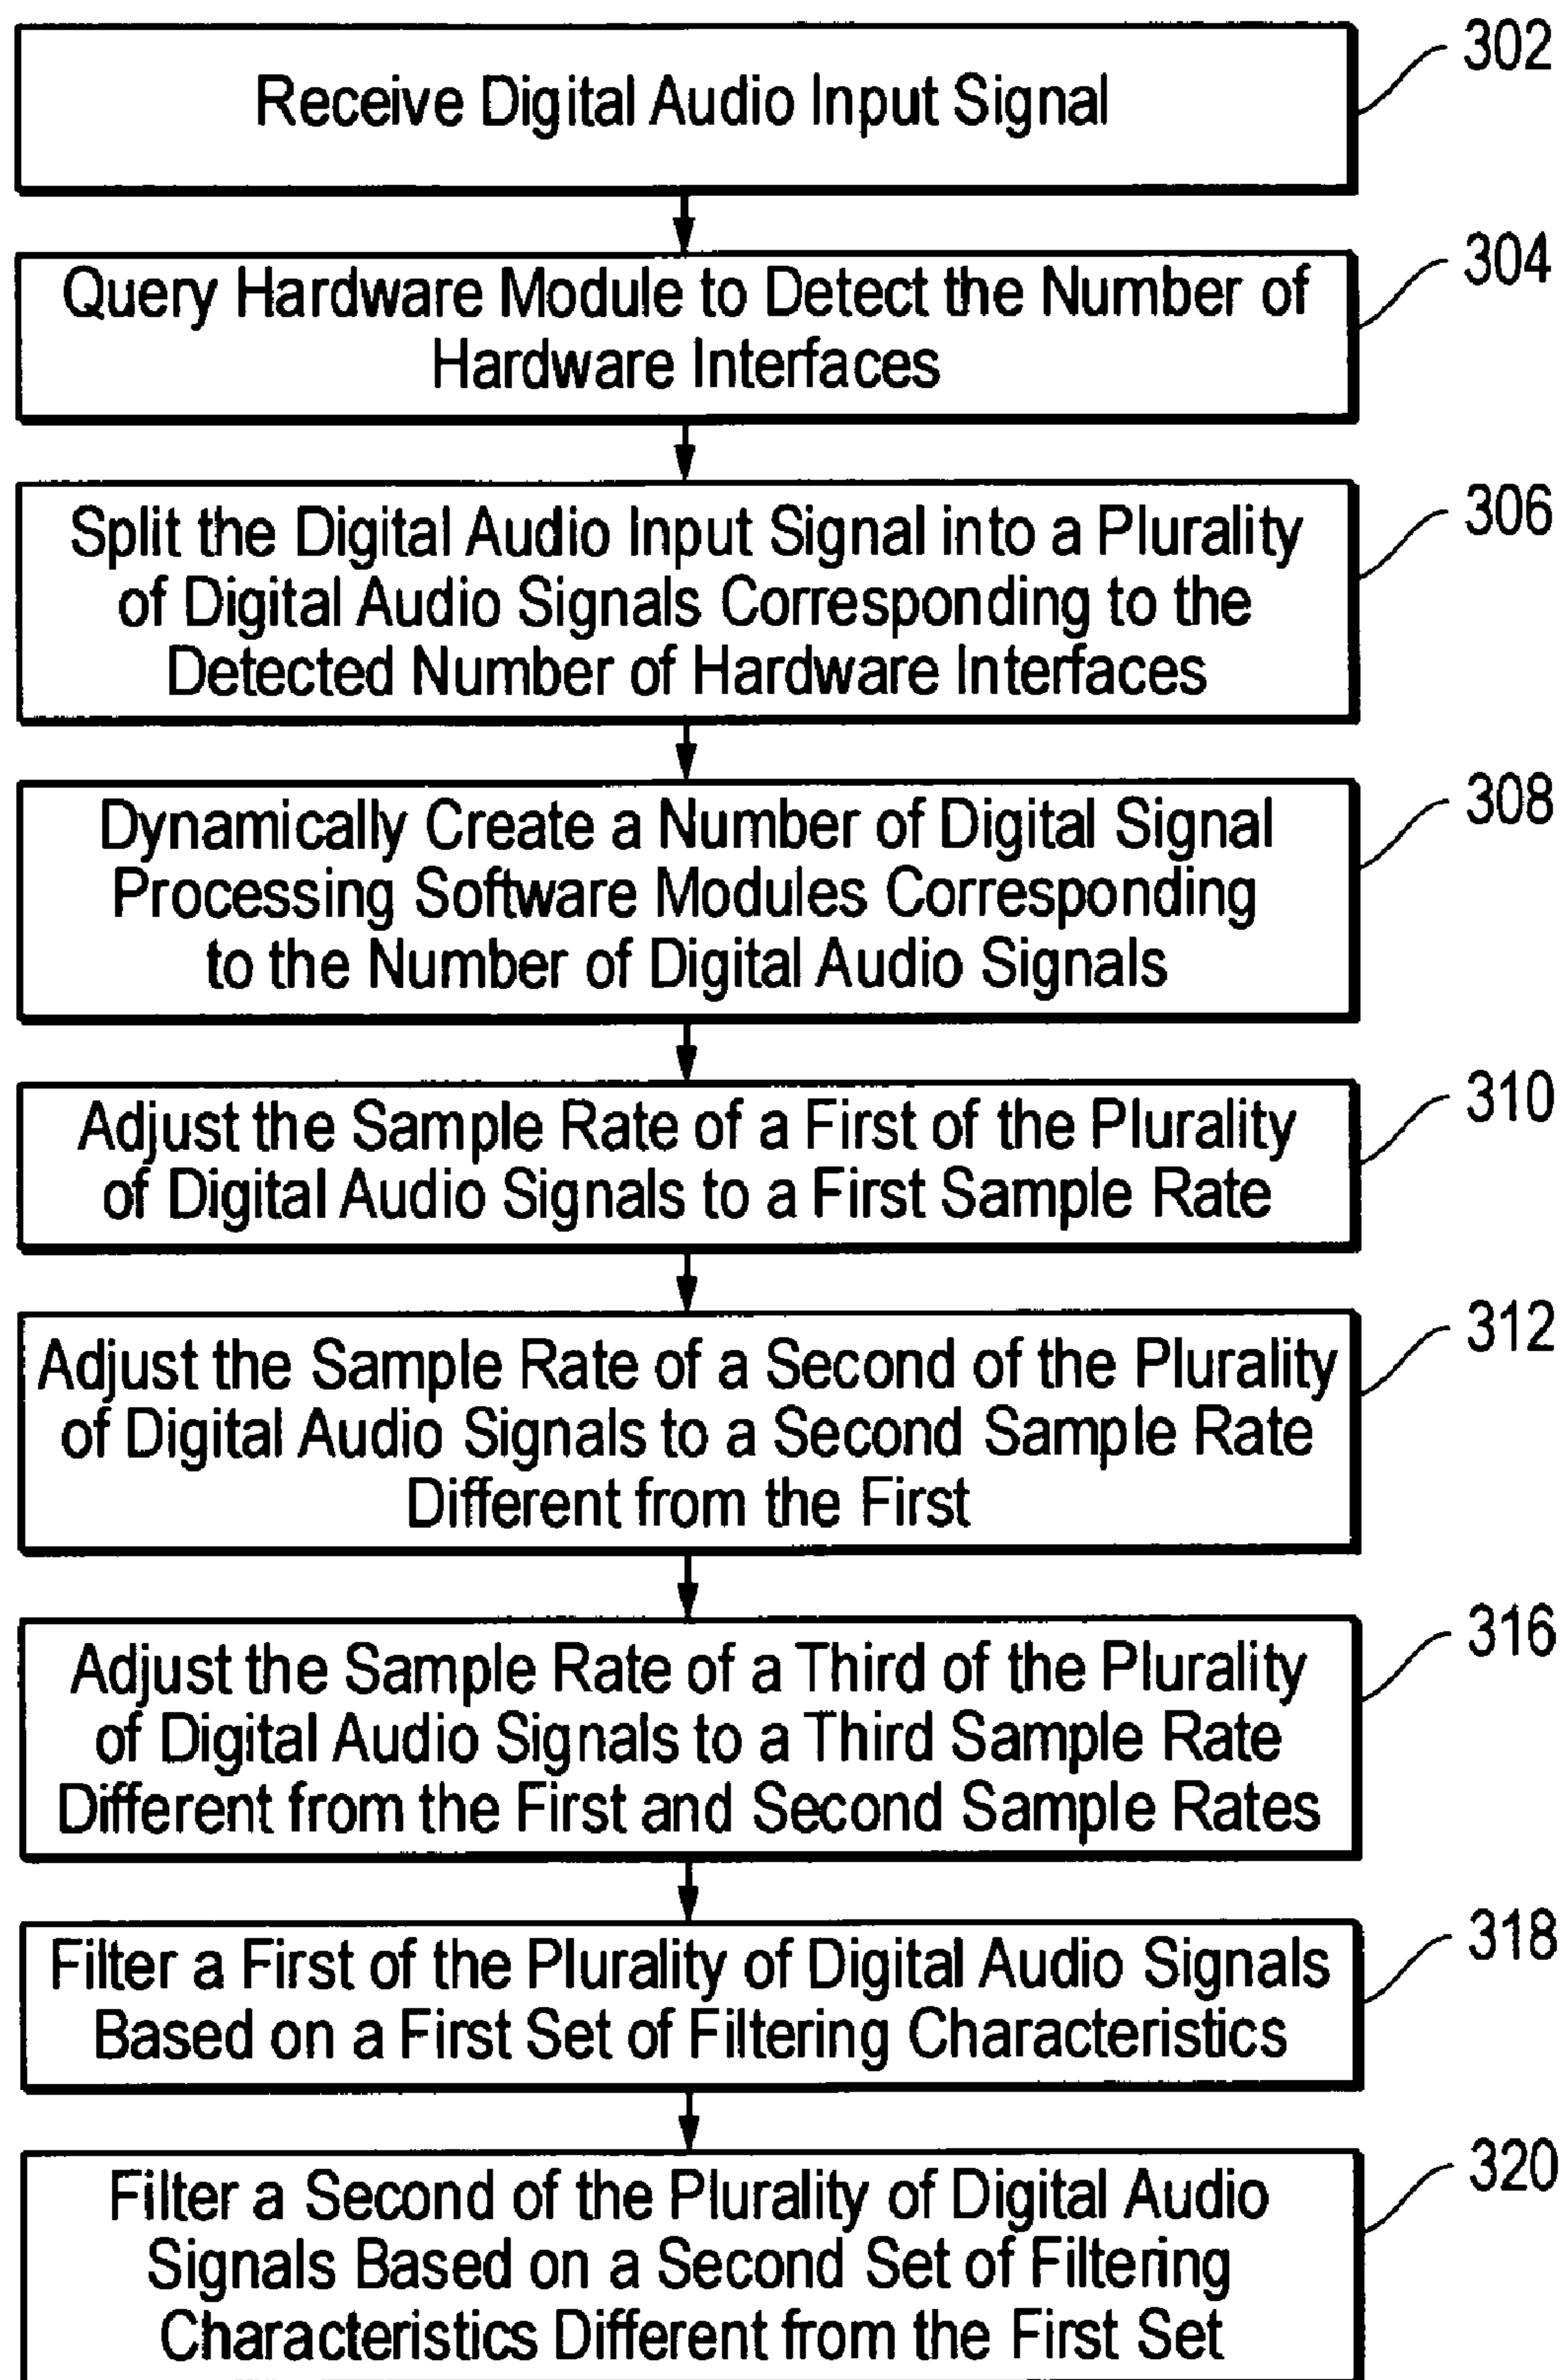 Receive Digital Audio Input Signal
302
Query Hardware Module to Detect the Number of
Hardware Interfaces
304
Split the Digital Audio Input Signal into a Plurality
of Digital Audio Signals Corresponding to the
Detected Number of Hardware Interfaces
306
Dynamically Create a Number of Digital Signal
Processing Software Modules Corresponding
to the Number of Digital Audio Signals
308
Adjust the Sample Rate of a First of the Plurality
of Digital Audio Signals to a First Sample Rate
310
Adjust the Sample Rate of a Second of the Plurality
of Digital Audio Signals to a Second Sample Rate
Different from the First
312
Adjust the Sample Rate of a Third of the Plurality
of Digital Audio Signals to a Third Sample Rate
Different from the First and Second Sample Rates
316
Filter a First of the Plurality of Digital Audio Signals
Based on a First Set of Filtering Characteristics
318
Filter a Second of the Plurality of Digital Audio
Signals Based on a Second Set of Filtering
Characteristics Different from the First Set
320